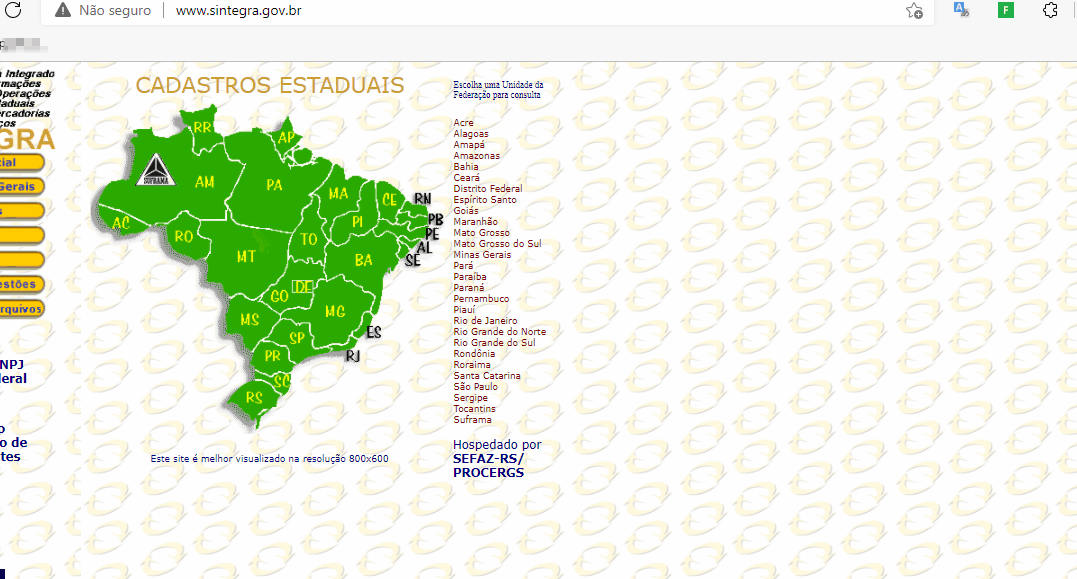 Não seguro
www.sintegra.gov.br
Integrado
Operações
ços
GRA
cial
Gerais
s
estões
rquivos
NPJ
deral
o
o de
tes
CADASTROS ESTADUAIS
RR
AP
SUFRAMA
AM
PA
MA
CE
RN
PB
PE
AL
SE
PI
AC
RO
TO
MT
BA
DF
GO
MG
MS
ES
SP
RJ
PR
SC
RS
Este site é melhor visualizado na resolução 800x600
Escolha uma Unidade da
Federação para consulta
Acre
Alagoas
Amapá
Amazonas
Bahia
Ceará
Distrito Federal
Espírito Santo
Goiás
Maranhão
Mato Grosso
Mato Grosso do Sul
Minas Gerais
Pará
Paraíba
Paraná
Pernambuco
Piauí
Rio de Janeiro
Rio Grande do Norte
Rio Grande do Sul
Rondônia
Roraima
Santa Catarina
São Paulo
Sergipe
Tocantins
Suframa
Hospedado por
SEFAZ-RS/
PROCERGS